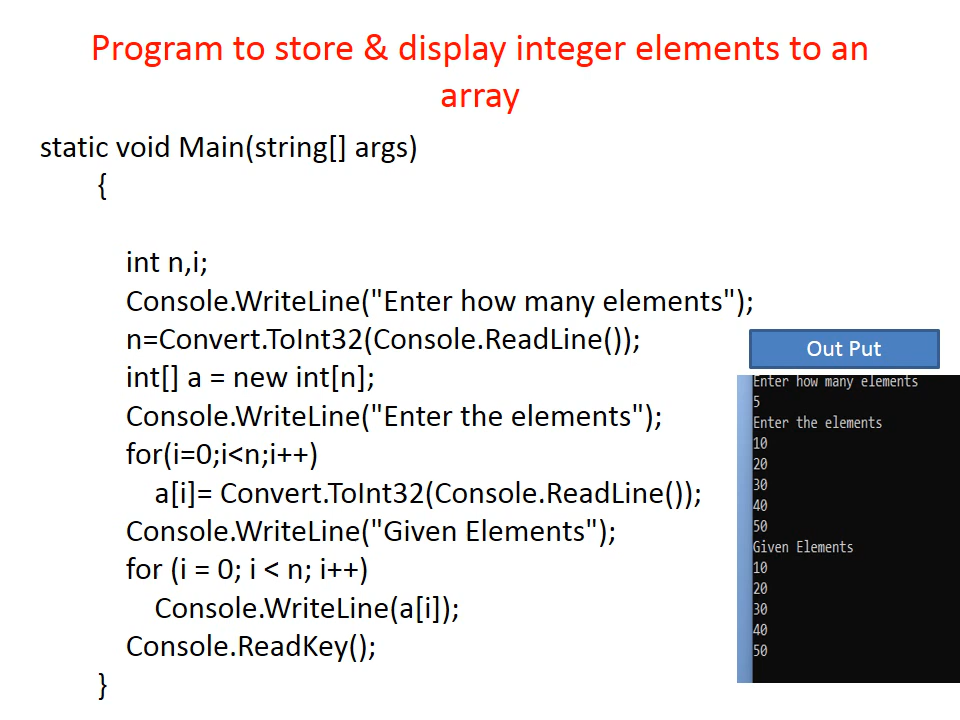 Program to store & display integer elements to an
array
static void Main(string[] args)
{
int n,i;
Console.WriteLine("Enter how many elements");
n=Convert.ToInt32(Console.ReadLine());
int[] a = new int[n];
Console.WriteLine("Enter the elements");
for(i=0;i<n;i++)
a[i]= Convert.ToInt32(Console.ReadLine());
Console.WriteLine("Given Elements");
for (i = 0; i < n; i++)
Console.WriteLine(a[i]);
Console.ReadKey();
}
Out Put
Enter how many elements
5
Enter the elements
10
20
30
40
50
Given Elements
10
20
30
40
50